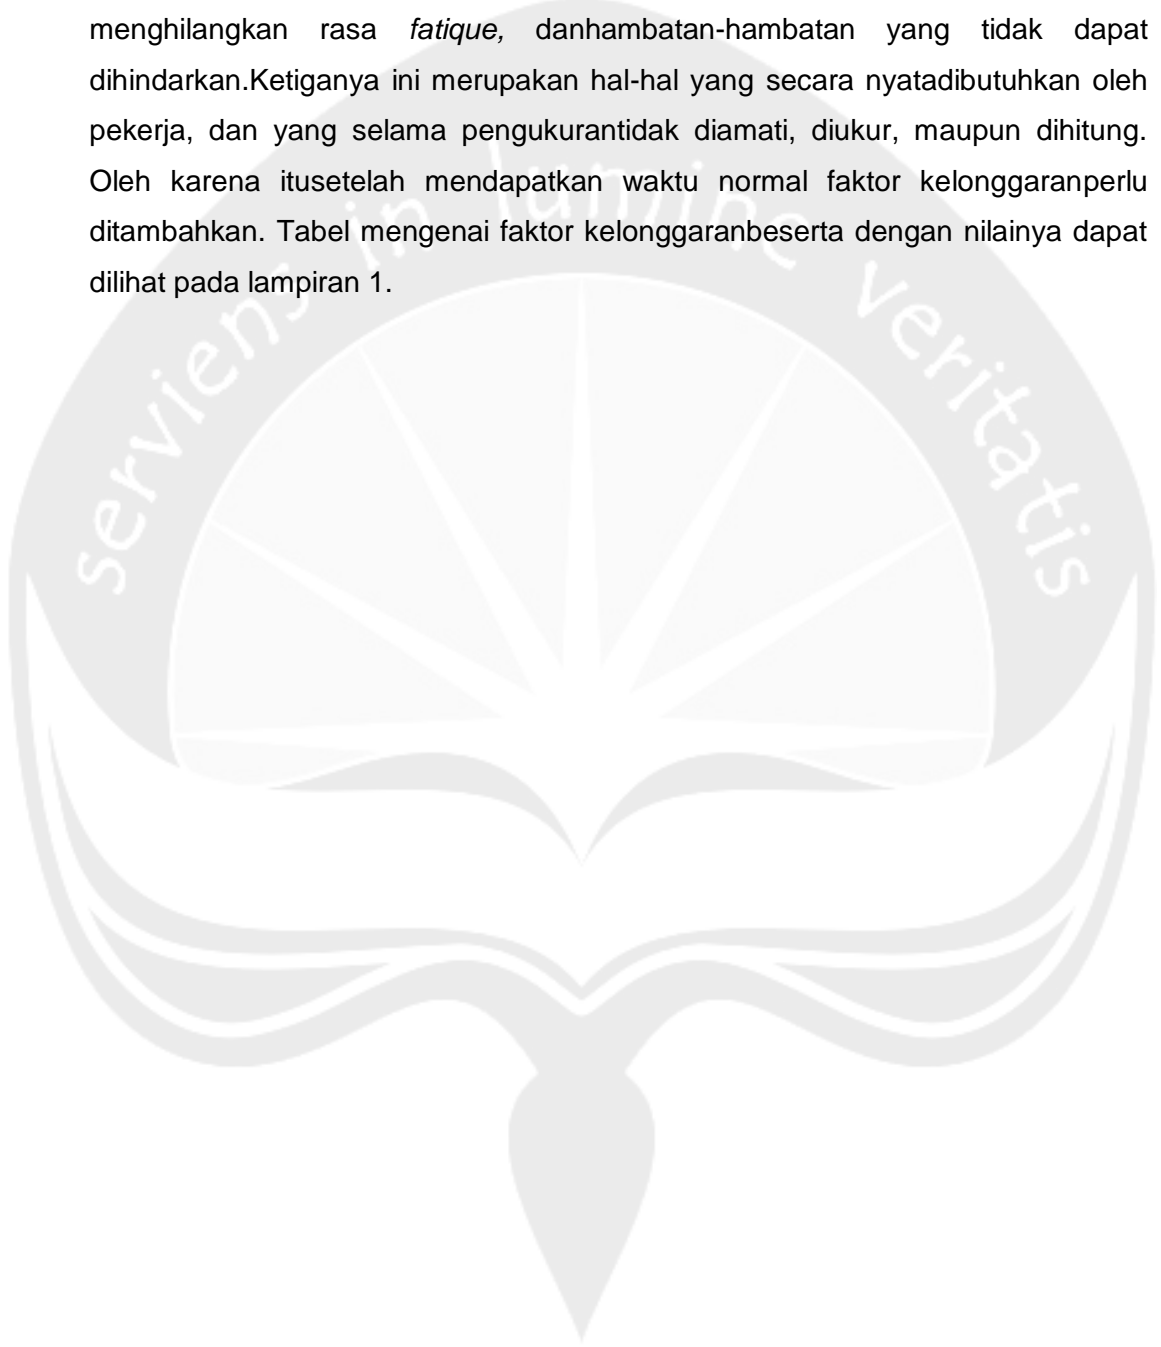 menghilangkan rasa fatique, danhambatan-hambatan yang tidak dapat
dihindarkan.Ketiganya ini merupakan hal-hal yang secara nyatadibutuhkan oleh
pekerja, dan yang selama pengukurantidak diamati, diukur, maupun dihitung.
Oleh karena itusetelah mendapatkan waktu normal faktor kelonggaranperlu
ditambahkan. Tabel mengenai faktor kelonggaranbeserta dengan nilainya dapat
dilihat pada lampiran 1.
serviens in lumine veritatis